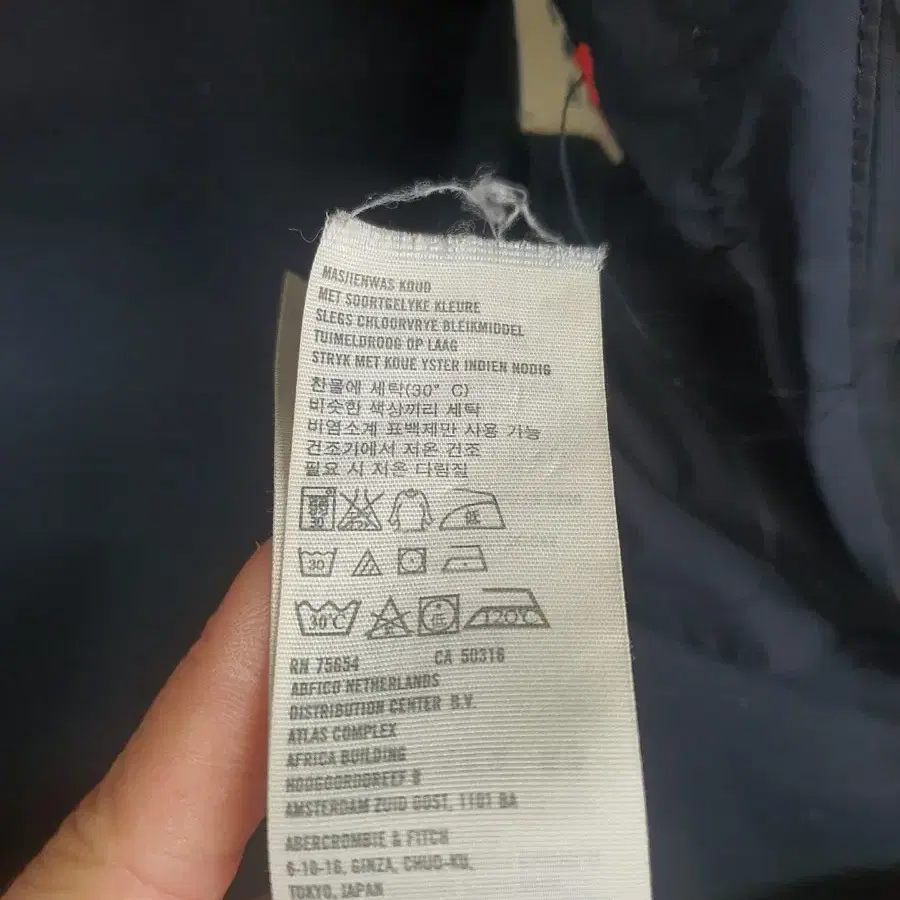 MASJIENWAS KOUD
MET SOORTGELYKE KLEURE
SLEGS CHLOORVRYE BLEIKMIDDEL
TUIMELDROOG OP LAAG
STRYK MET KOUE YSTER INDIEN NODIG
찬물에 세탁(30° C)
비슷한 색상끼리 세탁
비염소계 표백제만 사용 가능
건조기에서 저온 건조
필요 시 저온 다림질
30 低
30
30°C 低 120°C
RN 75654 CA 50316
ABFICO NETHERLANDS
DISTRIBUTION CENTER B.V.
ATLAS COMPLEX
AFRICA BUILDING
HOOGOORDDREEF 9
AMSTERDAM ZUID OOST, 1101 BA
ABERCROMBIE & FITCH
6-10-16, GINZA, CHUO-KU,
TOKYO, JAPAN